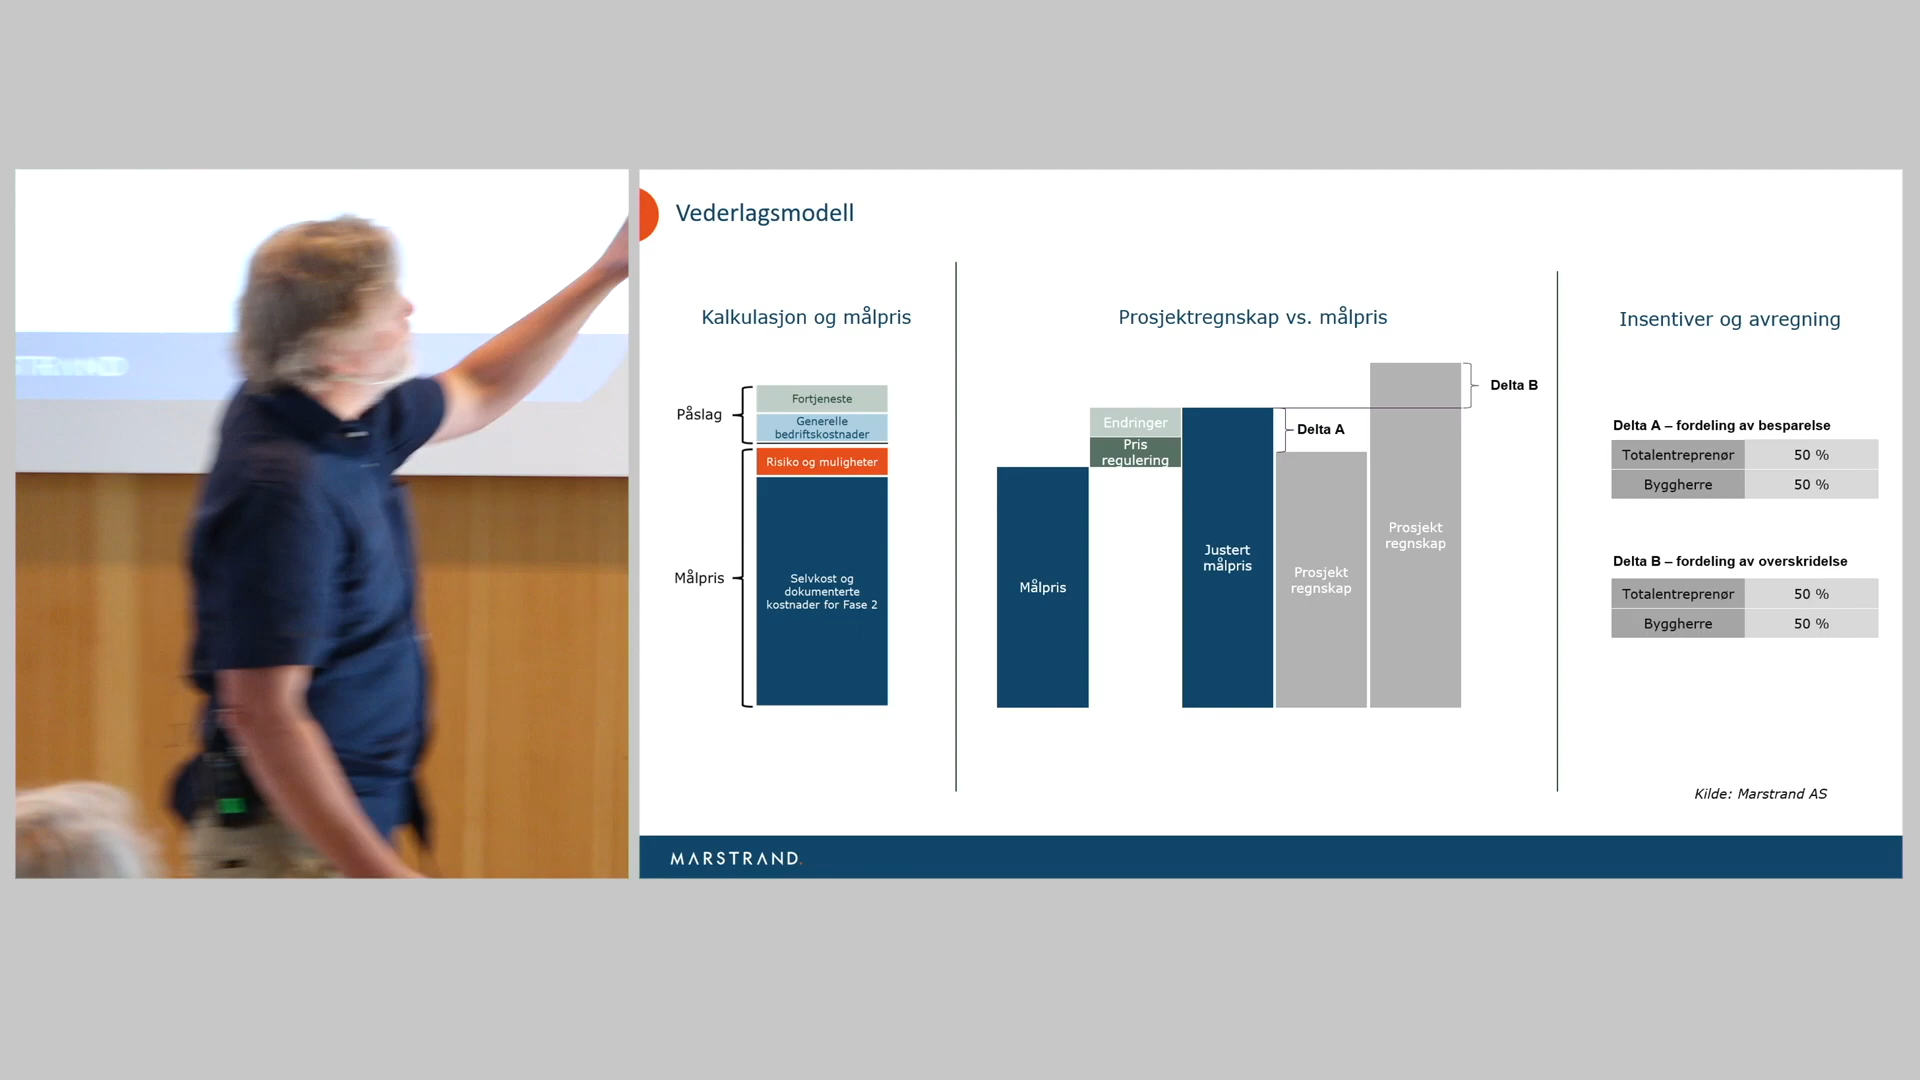 Vederlagsmodell
Kalkulasjon og målpris
Påslag
Fortjeneste
Generelle
bedriftskostnader
Risiko og muligheter
Målpris
Selvkost og
dokumenterte
kostnader for Fase 2
Prosjektregnskap vs. målpris
Målpris
Endringer
Pris
regulering
Justert
målpris
Delta A
Prosjekt
regnskap
Prosjekt
regnskap
Delta B
Insentiver og avregning
Delta A – fordeling av besparelse
Totalentreprenør 50 %
Byggherre 50 %
Delta B – fordeling av overskridelse
Totalentreprenør 50 %
Byggherre 50 %
Kilde: Marstrand AS
MARSTRAND.